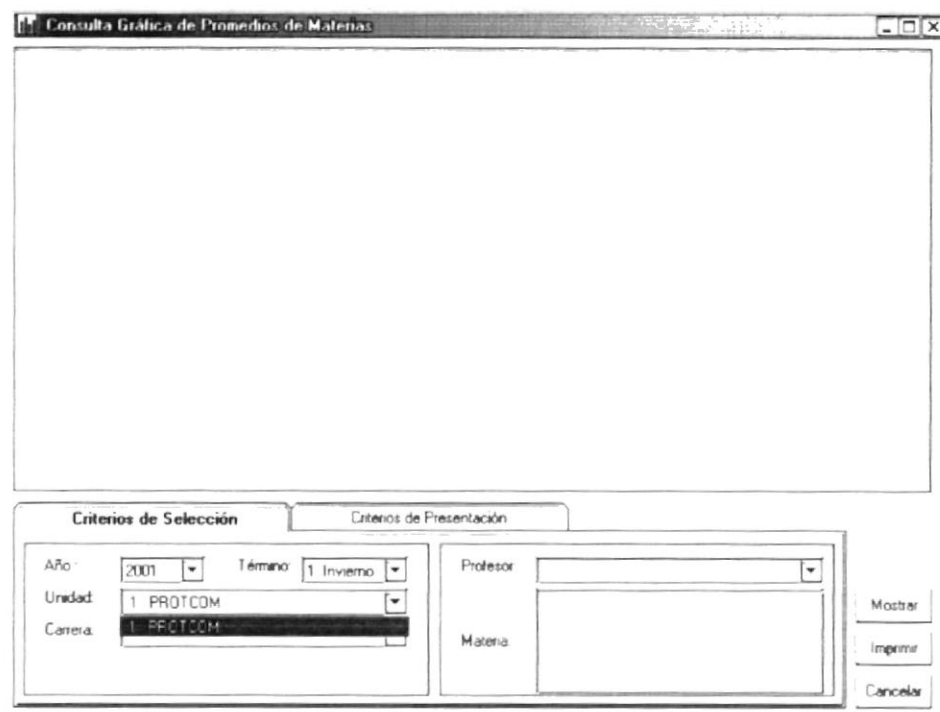 Consulta Gráfica de Promedios de Materias
Criterios de Selección
Criterios de Presentación
Año :
2001
Término:
1 Invierno
Unidad:
1 PROTCOM
1 PROTCOM
Carrera:
Profesor
Materia
Mostrar
Imprimir
Cancelar